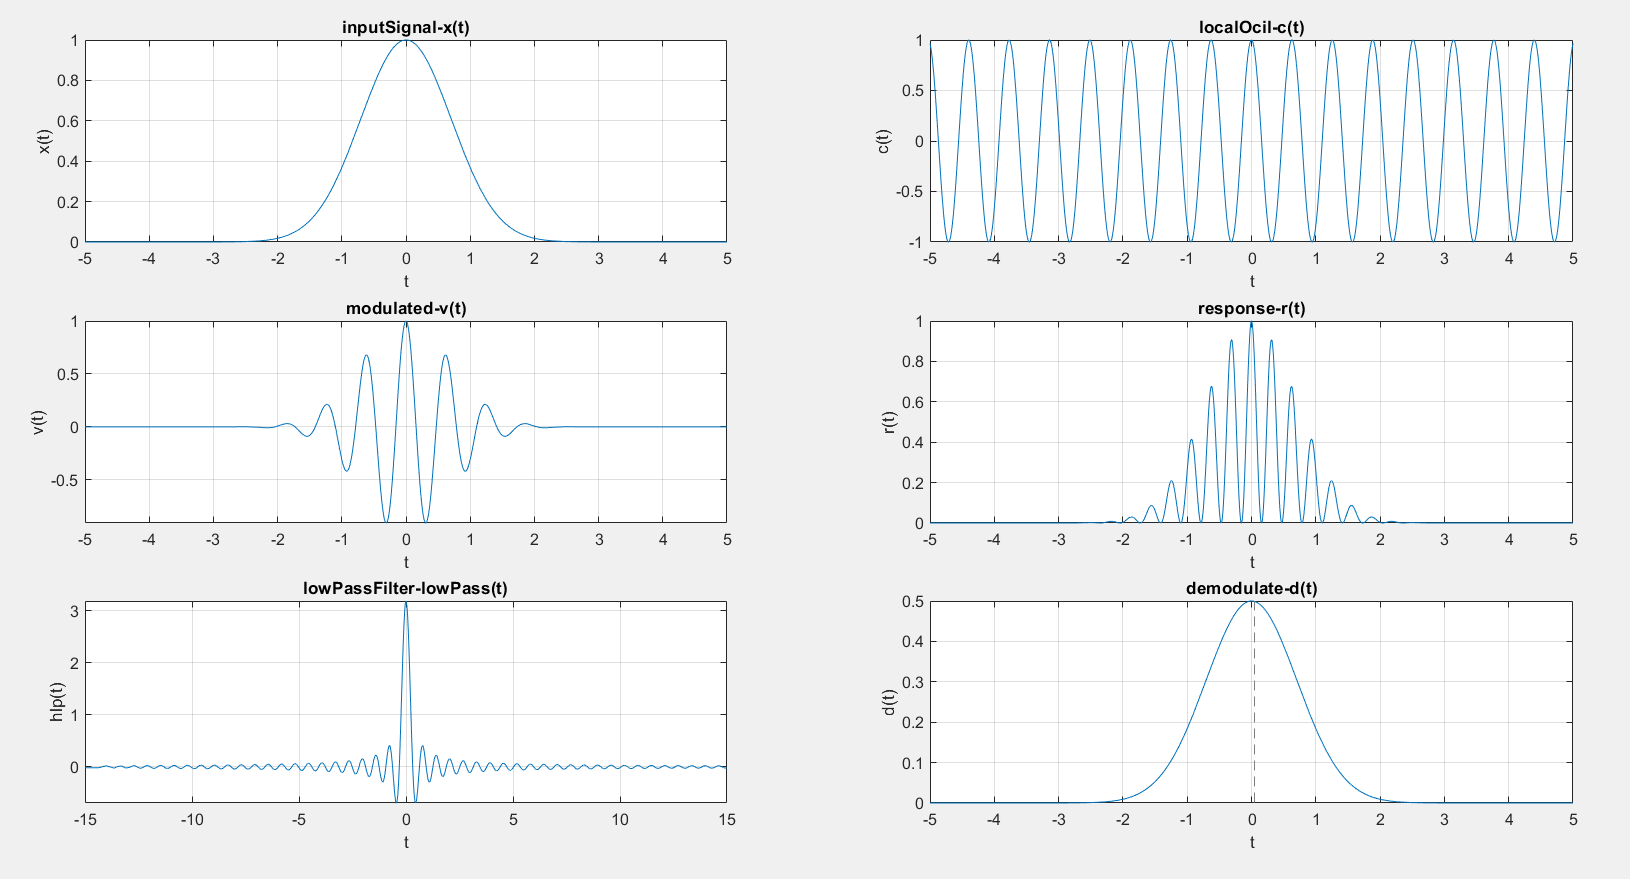 inputSignal-x(t)
x(t)
1
0.8
0.6
0.4
0.2
0
-5 -4 -3 -2 -1 0 1 2 3 4 5
t
localOcil-c(t)
c(t)
1
0.5
0
-0.5
-1
-5 -4 -3 -2 -1 0 1 2 3 4 5
t
modulated-v(t)
v(t)
1
0.5
0
-0.5
-5 -4 -3 -2 -1 0 1 2 3 4 5
t
response-r(t)
r(t)
1
0.8
0.6
0.4
0.2
0
-5 -4 -3 -2 -1 0 1 2 3 4 5
t
lowPassFilter-lowPass(t)
hlp(t)
3
2
1
0
-15 -10 -5 0 5 10 15
t
demodulate-d(t)
d(t)
0.5
0.4
0.3
0.2
0.1
0
-5 -4 -3 -2 -1 0 1 2 3 4 5
t